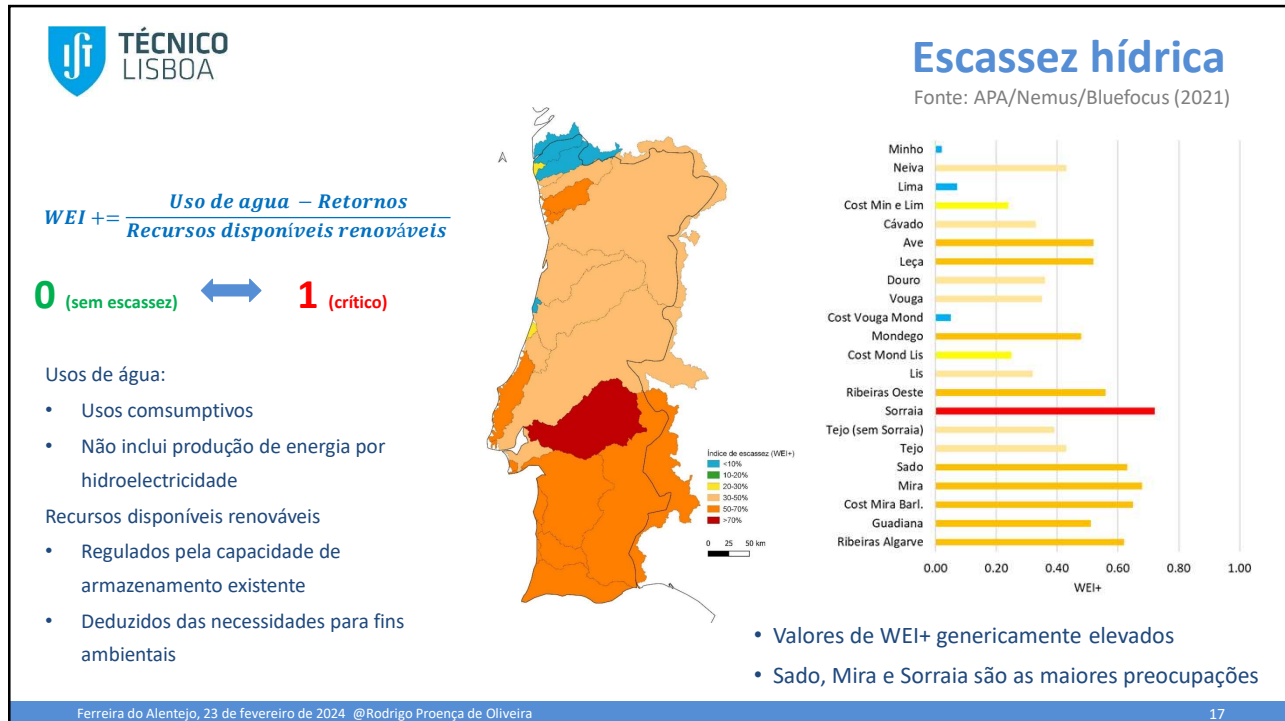 TÉCNICO
LISBOA
Escassez hídrica
Fonte: APA/Nemus/Bluefocus (2021)
WEI += Uso de agua − Retornos
Recursos disponíveis renováveis
0 (sem escassez) 1 (crítico)
Usos de água:
• Usos comsumptivos
• Não inclui produção de energia por
hidroelectricidade
Recursos disponíveis renováveis
• Regulados pela capacidade de
armazenamento existente
• Deduzidos das necessidades para fins
ambientais
Índice de escassez (WEI+)
<10%
10-20%
20-30%
30-50%
50-70%
>70%
0 25 50 km
Minho
Neiva
Lima
Cost Min e Lim
Cávado
Ave
Leça
Douro
Vouga
Cost Vouga Mond
Mondego
Cost Mond Lis
Lis
Ribeiras Oeste
Sorraia
Tejo (sem Sorraia)
Tejo
Sado
Mira
Cost Mira Barl.
Guadiana
Ribeiras Algarve
0.00 0.20 0.40 0.60 0.80 1.00
WEI+
• Valores de WEI+ genericamente elevados
• Sado, Mira e Sorraia são as maiores preocupações
Ferreira do Alentejo, 23 de fevereiro de 2024 @Rodrigo Proença de Oliveira 17